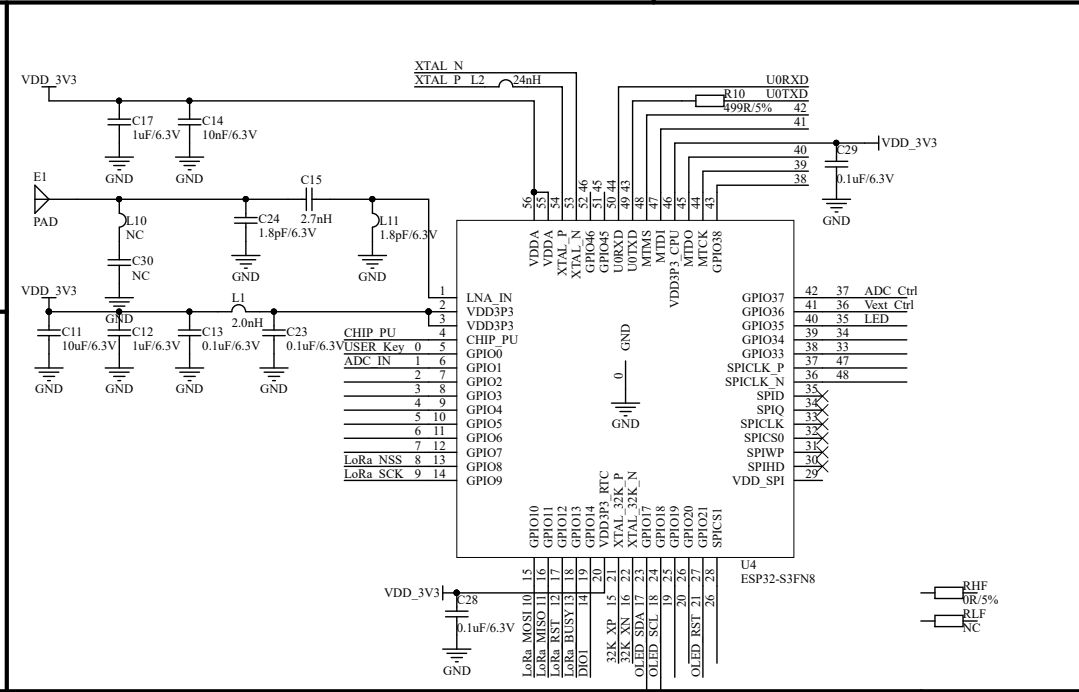 XTAL_N
XTAL_P L2 24nH
VDD_3V3
U0RXD
R10 U0TXD
499R/5% 42
41
C17
1uF/6.3V
C14
10nF/6.3V
GND
GND
40
39
38
C29
0.1uF/6.3V
VDD_3V3
GND
E1
PAD
C15
2.7nH
L10
NC
C24
1.8pF/6.3V
L11
1.8pF/6.3V
C30
NC
GND
GND
GND
46 45 44 43
56 55 54 53 52 51 50 49 48 47 46 45 44 43
VDDA
VDDA
XTAL_P
XTAL_N
GPIO46
GPIO45
U0RXD
U0TXD
MTMS
MTDI
VDD3P3_CPU
MTDO
MTCK
GPIO38
VDD_3V3
L1
2.0nH
C11
10uF/6.3V
C12
1uF/6.3V
C13
0.1uF/6.3V
C23
0.1uF/6.3V
GND
GND
GND
GND
1 LNA_IN
2 VDD3P3
3 VDD3P3
CHIP_PU 4 CHIP_PU
USER_Key 0 5 GPIO0
ADC_IN 1 6 GPIO1
2 7 GPIO2
3 8 GPIO3
4 9 GPIO4
5 10 GPIO5
6 11 GPIO6
7 12 GPIO7
LoRa_NSS 8 13 GPIO8
LoRa_SCK 9 14 GPIO9
GND
0
GND
GPIO37 42 37 ADC_Ctrl
GPIO36 41 36 Vext_Ctrl
GPIO35 40 35 LED
GPIO34 39 34
GPIO33 38 33
SPICLK_P 37 47
SPICLK_N 36 48
SPID 35
SPIQ 34
SPICLK 33
SPICS0 32
SPIWP 31
SPIHD 30
VDD_SPI 29
GPIO10
GPIO11
GPIO12
GPIO13
GPIO14
VDD3P3_RTC
XTAL_32K_P
XTAL_32K_N
GPIO17
GPIO18
GPIO19
GPIO20
GPIO21
SPICS1
U4
ESP32-S3FN8
15 16 17 18 19 20 21 22 23 24 25 26 27 28
VDD_3V3
C28
0.1uF/6.3V
GND
LoRa_MOSI 10
LoRa_MISO 11
LoRa_RST 12
LoRa_BUSY 13
DIO1 14
32K_XP 15
32K_XN 16
OLED_SDA 17
OLED_SCL 18
19
20
OLED_RST 21
26
RHF
0R/5%
RLF
NC